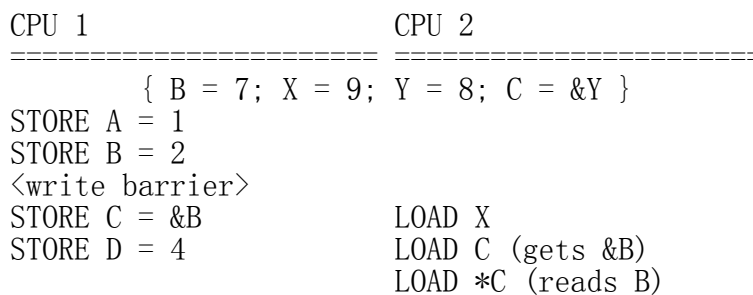 CPU 1                   CPU 2
======================= =======================
        { B = 7; X = 9; Y = 8; C = &Y }
STORE A = 1
STORE B = 2
<write barrier>
STORE C = &B            LOAD X
STORE D = 4             LOAD C (gets &B)
                        LOAD *C (reads B)